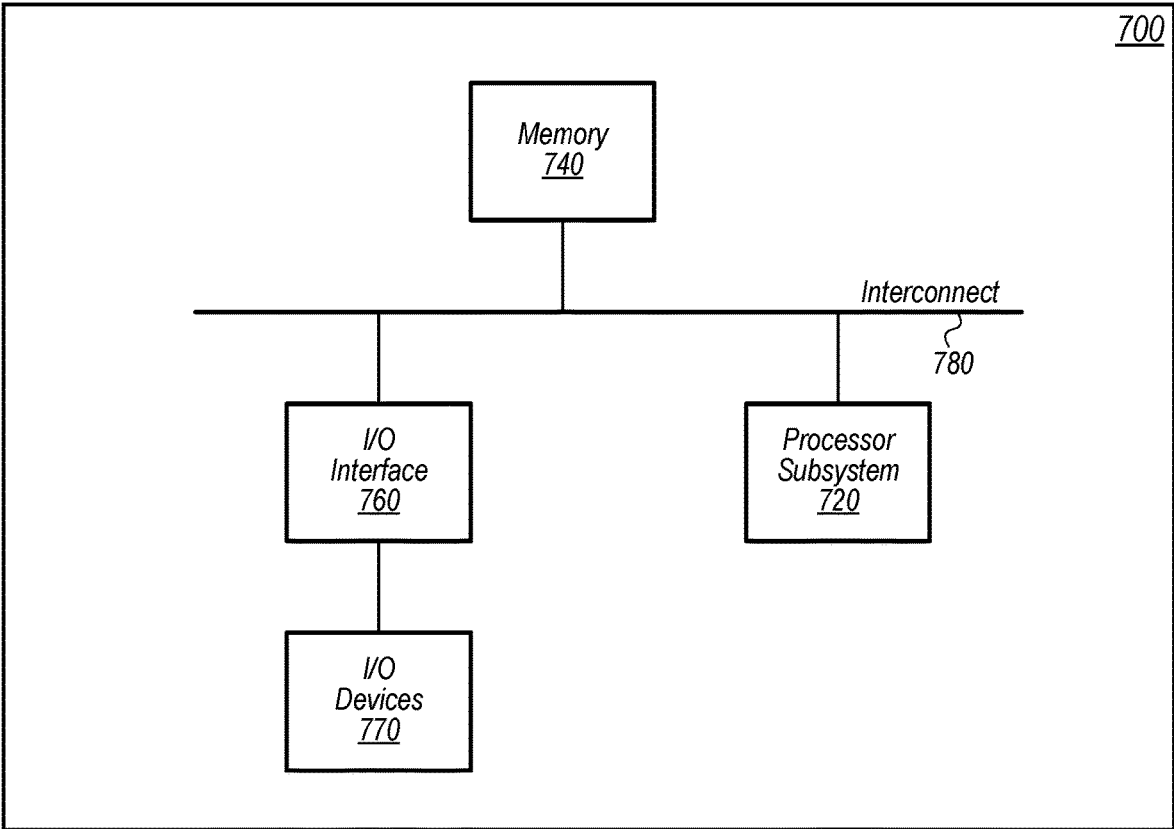 700
Memory
740
Interconnect
780
I/O
Interface
760
Processor
Subsystem
720
I/O
Devices
770